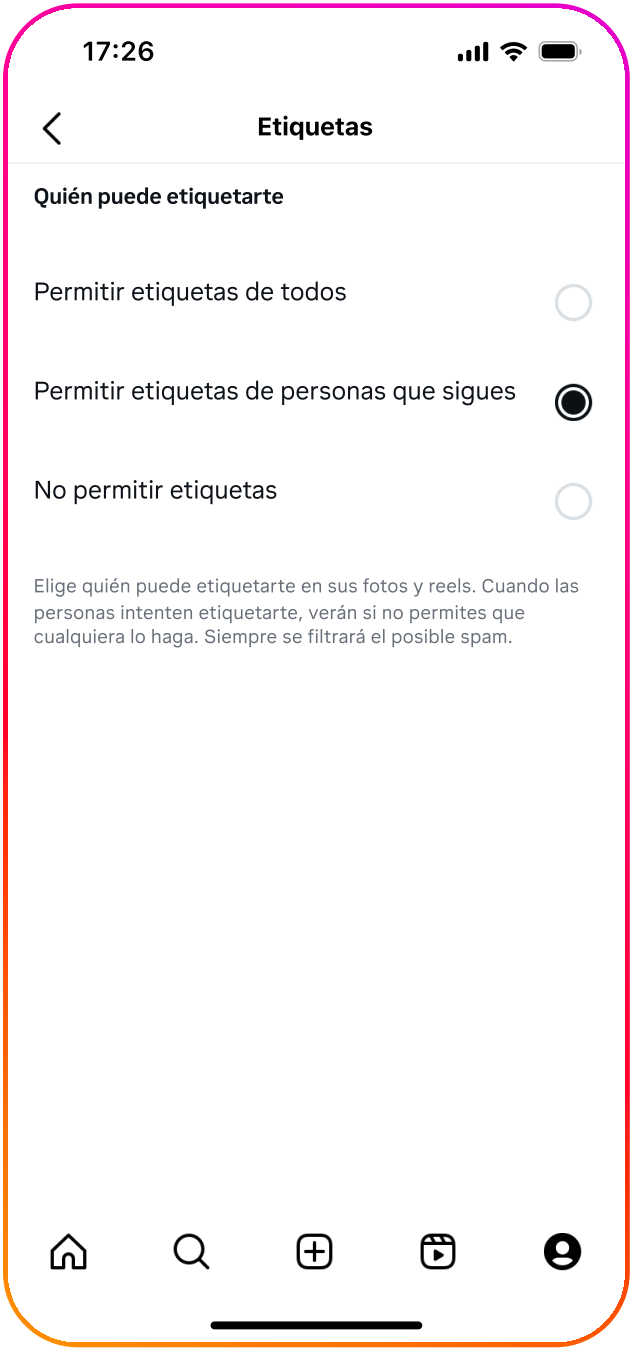 17:26
Etiquetas
Quién puede etiquetarte
Permitir etiquetas de todos
Permitir etiquetas de personas que sigues
No permitir etiquetas
Elige quién puede etiquetarte en sus fotos y reels. Cuando las
personas intenten etiquetarte, verán si no permites que
cualquiera lo haga. Siempre se filtrará el posible spam.